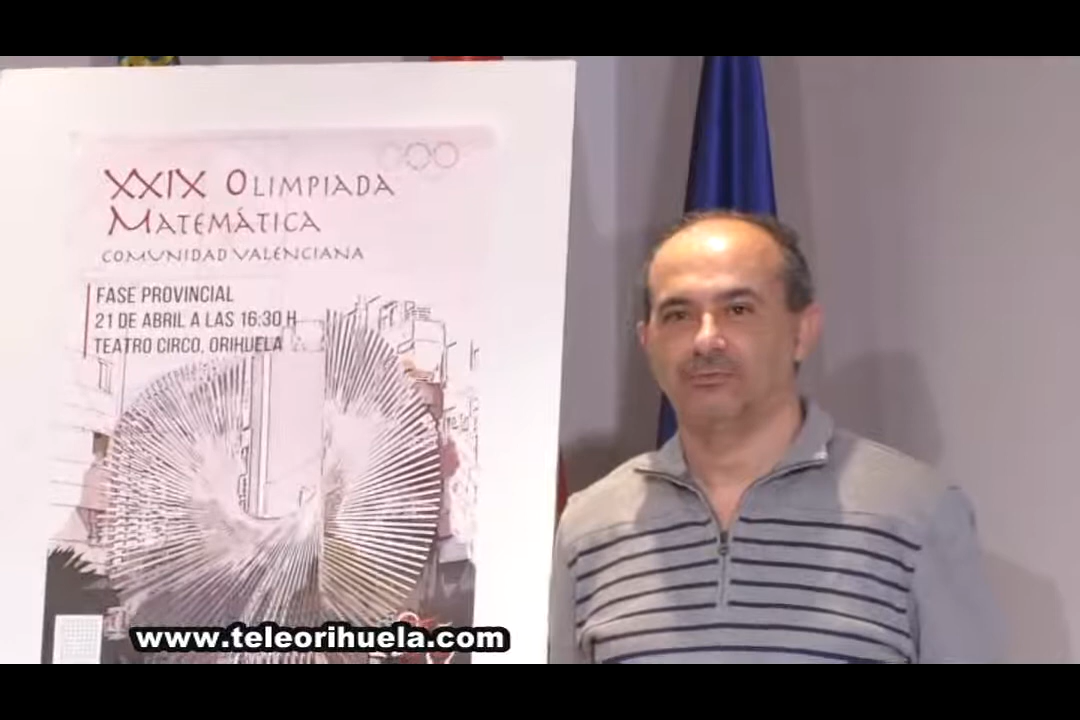 XXIX OLIMPIADA
MATEMÁTICA
COMUNIDAD VALENCIANA
FASE PROVINCIAL
21 DE ABRIL A LAS 16:30 H
TEATRO CIRCO, ORIHUELA
www.teleorihuela.com